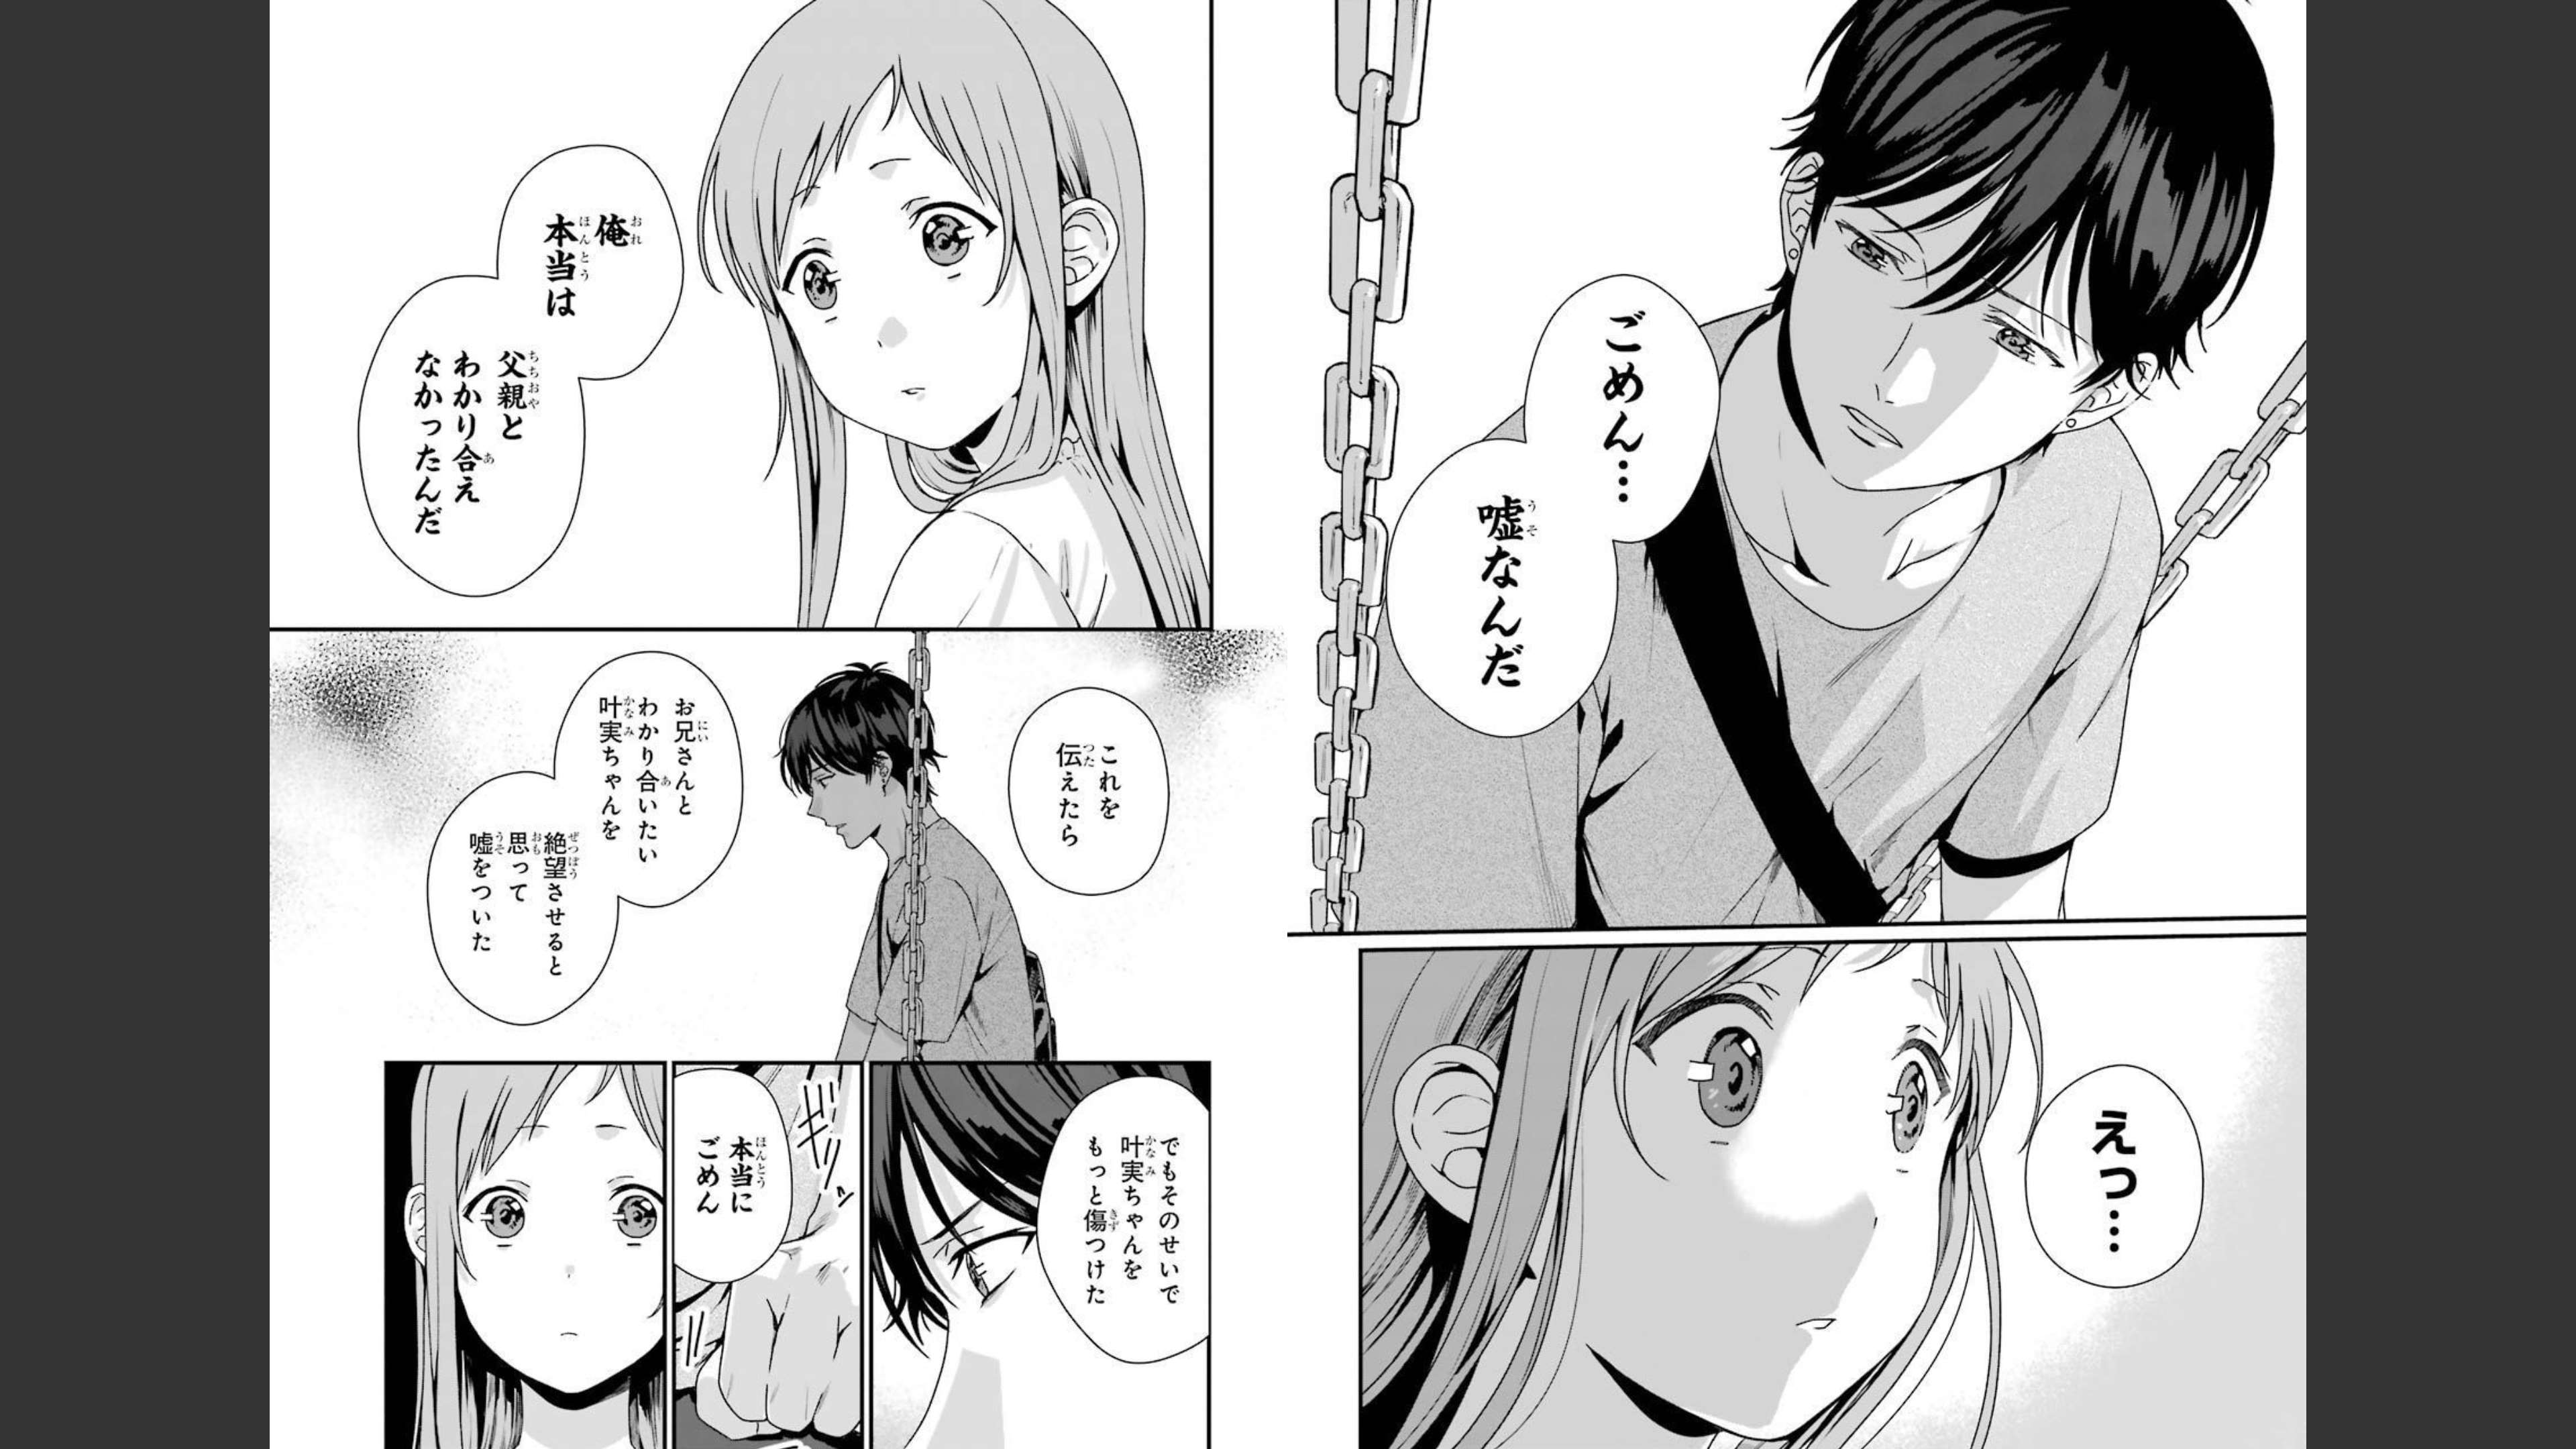 ごめん…
嘘なんだ
えっ…
俺
本当は
父親と
わかり合え
なかったんだ
これを
伝えたら
お兄さんと
わかり合いたい
叶実ちゃんを
絶望させると
思って
嘘をついた
でもそのせいで
叶実ちゃんを
もっと傷つけた
ギュッ
本当に
ごめん